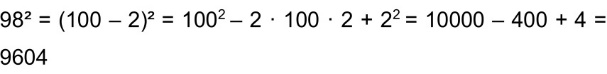 98² = (100 – 2)² = 100² – 2 · 100 · 2 + 2² = 10000 – 400 + 4 =
9604